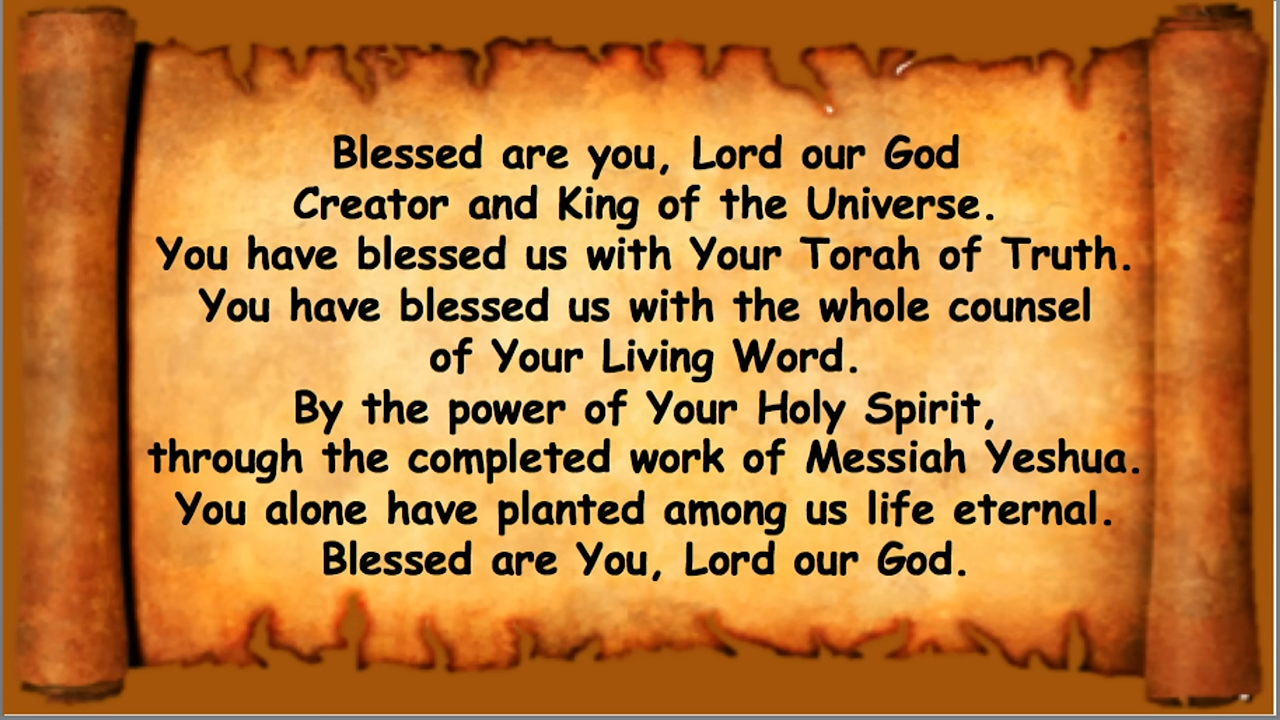 Blessed are you, Lord our God
Creator and King of the Universe.
You have blessed us with Your Torah of Truth.
You have blessed us with the whole counsel
of Your Living Word.
By the power of Your Holy Spirit,
through the completed work of Messiah Yeshua.
You alone have planted among us life eternal.
Blessed are You, Lord our God.